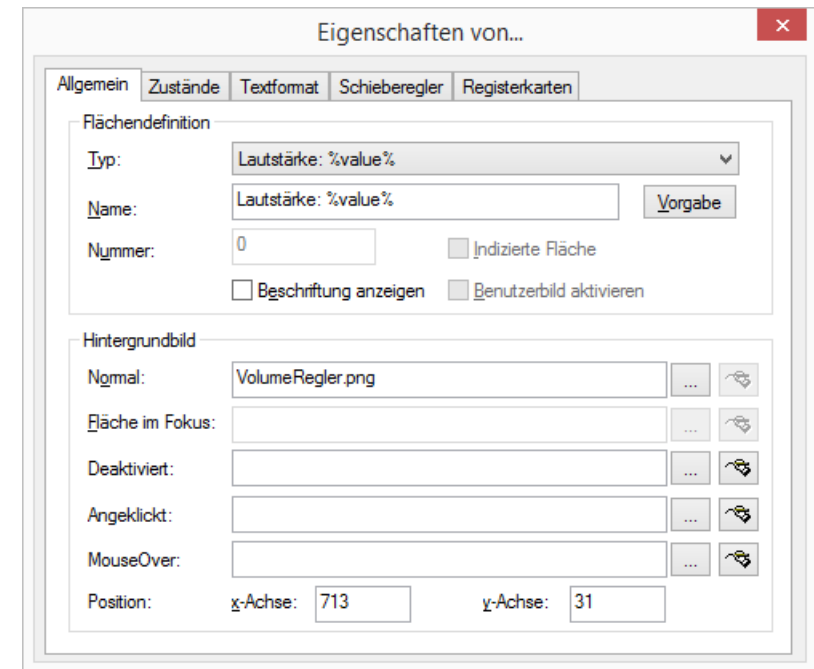 Eigenschaften von...
Allgemein Zustände Textformat Schieberegler Registerkarten
Flächendefinition
Typ: Lautstärke: %value%
Name: Lautstärke: %value% Vorgabe
Nummer: 0 Indizierte Fläche
Beschriftung anzeigen Benutzerbild aktivieren
Hintergrundbild
Normal: VolumeRegler.png ...
Fläche im Fokus: ...
Deaktiviert: ...
Angeklickt: ...
MouseOver: ...
Position: x-Achse: 713 y-Achse: 31